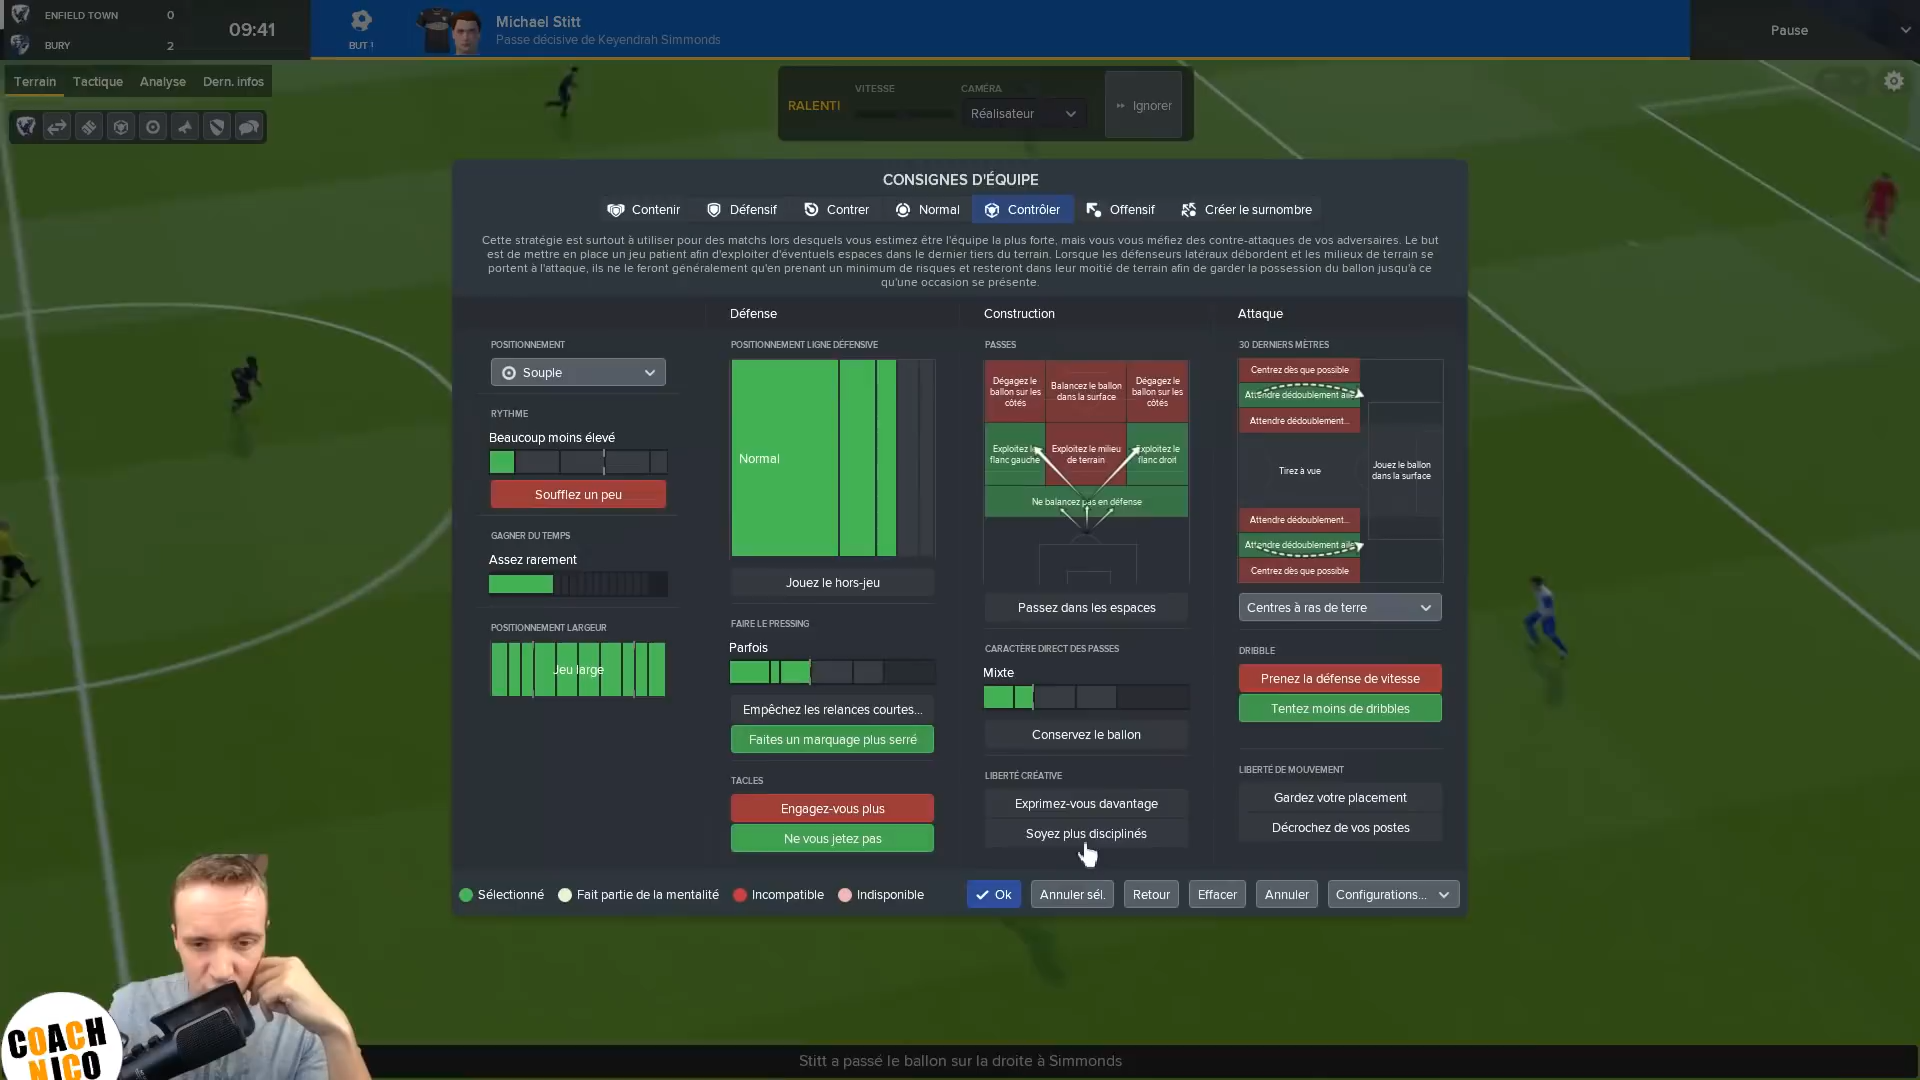 ENFIELD TOWN 0
BURY 2
09:41
BUT !
Michael Stitt
Passe décisive de Keyendrah Simmonds
Pause
Terrain Tactique Analyse Dern. infos
RALENTI
VITESSE
CAMÉRA
Réalisateur
Ignorer
CONSIGNES D'ÉQUIPE
Contenir Défensif Contrer Normal Contrôler Offensif Créer le surnombre
Cette stratégie est surtout à utiliser pour des matchs lors desquels vous estimez être l'équipe la plus forte, mais vous vous méfiez des contre-attaques de vos adversaires. Le but
est de mettre en place un jeu patient afin d'exploiter d'éventuels espaces dans le dernier tiers du terrain. Lorsque les défenseurs latéraux débordent et les milieux de terrain se
portent à l'attaque, ils ne le feront généralement qu'en prenant un minimum de risques et resteront dans leur moitié de terrain afin de garder la possession du ballon jusqu'à ce
qu'une occasion se présente.
POSITIONNEMENT
Souple
RYTHME
Beaucoup moins élevé
Soufflez un peu
GAGNER DU TEMPS
Assez rarement
POSITIONNEMENT LARGEUR
Jeu large
Défense
POSITIONNEMENT LIGNE DÉFENSIVE
Normal
Jouez le hors-jeu
FAIRE LE PRESSING
Parfois
Empêchez les relances courtes...
Faites un marquage plus serré
TACLES
Engagez-vous plus
Ne vous jetez pas
Construction
PASSES
Dégagez le
ballon sur les
côtés
Balancez le ballon
dans la surface
Dégagez le
ballon sur les
côtés
Exploitez le
flanc gauche
Exploitez le milieu
de terrain
Exploitez le
flanc droit
Ne balancez pas en défense
Passez dans les espaces
CARACTÈRE DIRECT DES PASSES
Mixte
Conservez le ballon
LIBERTÉ CRÉATIVE
Exprimez-vous davantage
Soyez plus disciplinés
Attaque
30 DERNIERS MÈTRES
Centrez dès que possible
Attendre dédoublement aile
Attendre dédoublement...
Tirez à vue
Jouez le ballon
dans la surface
Attendre dédoublement...
Attendre dédoublement aile
Centrez dès que possible
Centres à ras de terre
DRIBBLE
Prenez la défense de vitesse
Tentez moins de dribbles
LIBERTÉ DE MOUVEMENT
Gardez votre placement
Décrochez de vos postes
Sélectionné Fait partie de la mentalité Incompatible Indisponible
Ok Annuler sél. Retour Effacer Annuler Configurations...
COACH
NICO
Stitt a passé le ballon sur la droite à Simmonds